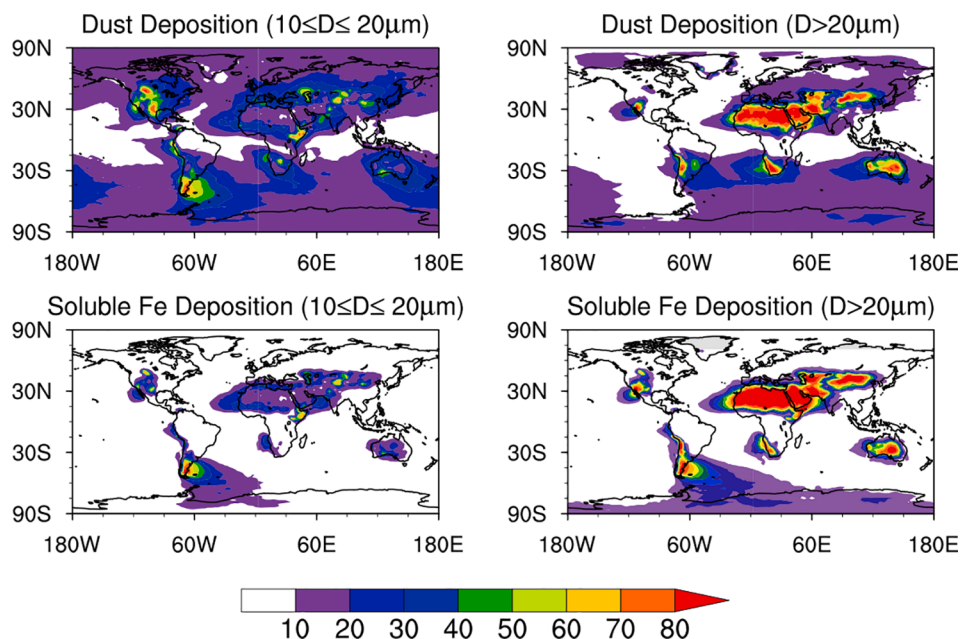 Dust Deposition (10≤D≤ 20μm)
90N
30N
30S
90S
180W 60W 60E 180E
Dust Deposition (D>20μm)
90N
30N
30S
90S
180W 60W 60E 180E
Soluble Fe Deposition (10≤D≤ 20μm)
90N
30N
30S
90S
180W 60W 60E 180E
Soluble Fe Deposition (D>20μm)
90N
30N
30S
90S
180W 60W 60E 180E
10 20 30 40 50 60 70 80